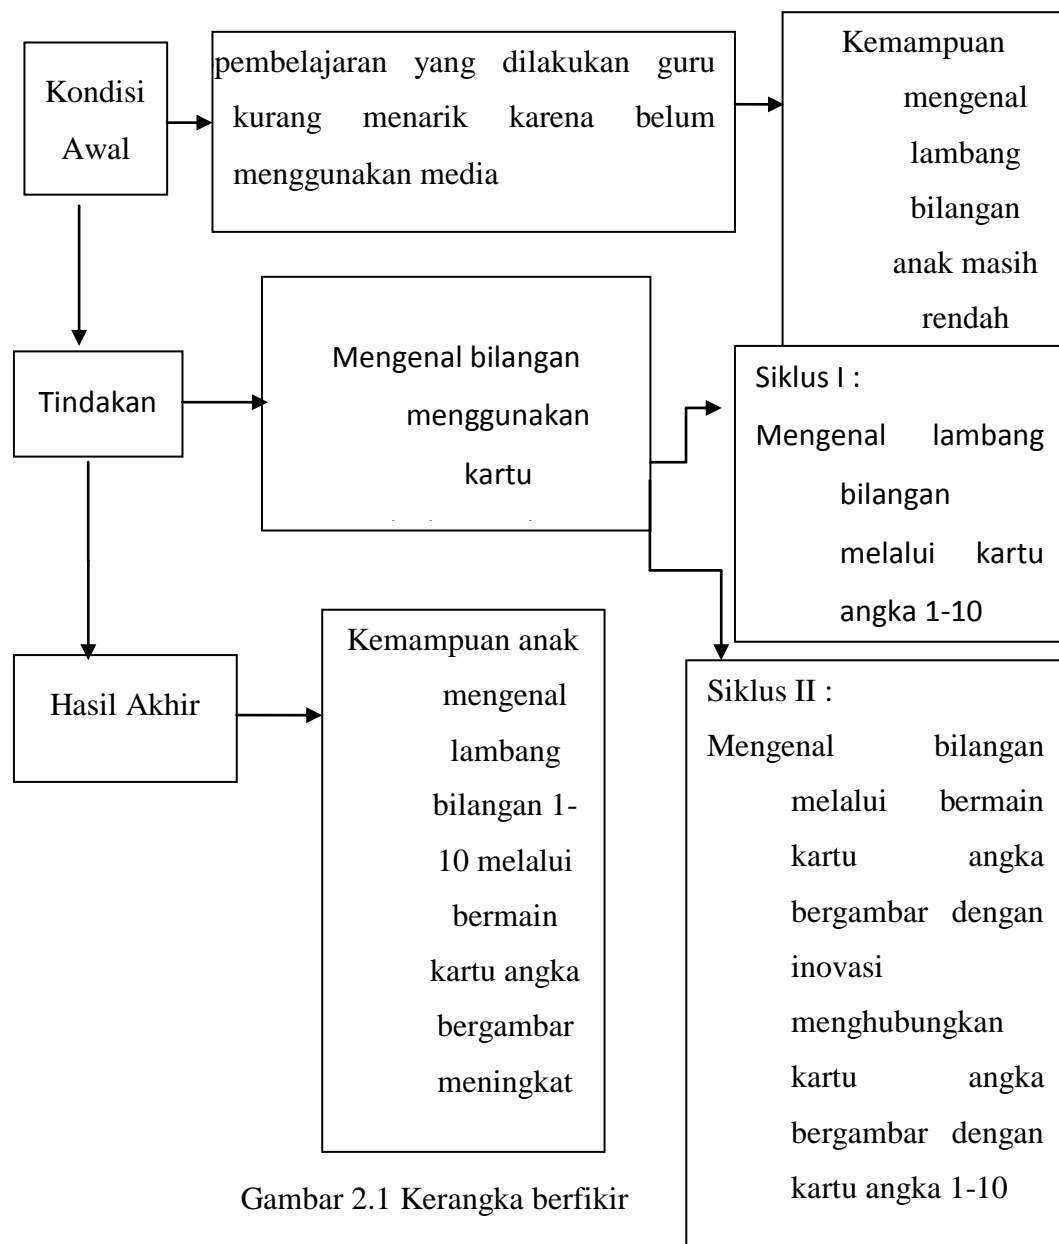 Kondisi
Awal
pembelajaran yang dilakukan guru
kurang menarik karena belum
menggunakan media
Kemampuan
mengenal
lambang
bilangan
anak masih
rendah
Tindakan
Mengenal bilangan
menggunakan
kartu
Siklus I :
Mengenal lambang
bilangan
melalui kartu
angka 1-10
Hasil Akhir
Kemampuan anak
mengenal
lambang
bilangan 1-
10 melalui
bermain
kartu angka
bergambar
meningkat
Siklus II :
Mengenal bilangan
melalui bermain
kartu angka
bergambar dengan
inovasi
menghubungkan
kartu angka
bergambar dengan
kartu angka 1-10
Gambar 2.1 Kerangka berfikir